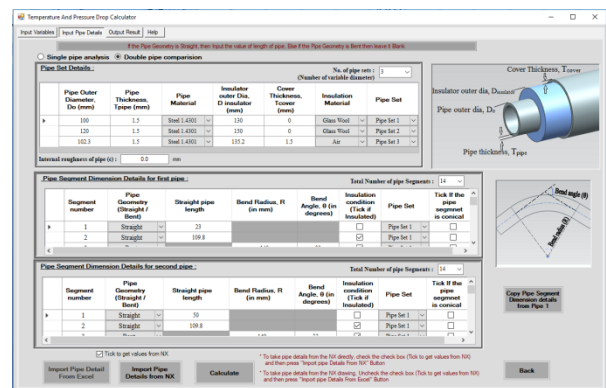 Temperature And Pressure Drop Calculator
Input Variables Input Pipe Details Output Result Help
If the Pipe Geometry is Straight, then Input the value of length of pipe. Else if the Pipe Geometry is Bent then leave it Blank
Single pipe analysis Double pipe comparision
Pipe Set Details : No. of pipe sets : 3
(Number of variable diameter)
Pipe Outer Diameter, Do (mm) Pipe Thickness, Tpipe (mm) Pipe Material Insulator outer Dia, D insulator (mm) Cover Thickness, Tcover (mm) Insulation Material Pipe Set
100 1.5 Steel 1.4301 130 0 Glass Wool Pipe Set 1
120 1.5 Steel 1.4301 150 0 Glass Wool Pipe Set 2
102.3 1.5 Steel 1.4301 135.2 1.5 Air Pipe Set 3
Internal roughness of pipe (ε) : 0.0 mm
Cover Thickness, Tcover
Insulator outer dia, Dinsulator
Pipe outer dia, Do
Pipe thickness, Tpipe
Pipe Segment Dimension Details for first pipe : Total Number of pipe Segments : 14
Segment number Pipe Geometry (Straight / Bent) Straight pipe length Bend Radius, R (in mm) Bend Angle, θ (in degrees) Insulation condition (Tick if Insulated) Pipe Set Tick If the pipe segmnet is conical
1 Straight 23 Pipe Set 1
2 Straight 109.8 Pipe Set 1
Bend angle (θ)
Bend radius (R)
Pipe Segment Dimension Details for second pipe : Total Number of pipe Segments : 14
Segment number Pipe Geometry (Straight / Bent) Straight pipe length Bend Radius, R (in mm) Bend Angle, θ (in degrees) Insulation condition (Tick if Insulated) Pipe Set Tick If the pipe segmnet is conical
1 Straight 50 Pipe Set 1
2 Straight 109.8 Pipe Set 1
Copy Pipe Segment Dimension details from Pipe 1
Tick to get values from NX
Import Pipe Detail From Excel Import Pipe Details from NX Calculate Back
* To take pipe details from the NX directly, check the check box (Tick to get values from NX)
and then press "Import pipe Details from NX" Button
* To take pipe details from the NX drawing, Uncheck the check box (Tick to get values from NX)
and then press "Import pipe Details From Excel" Button